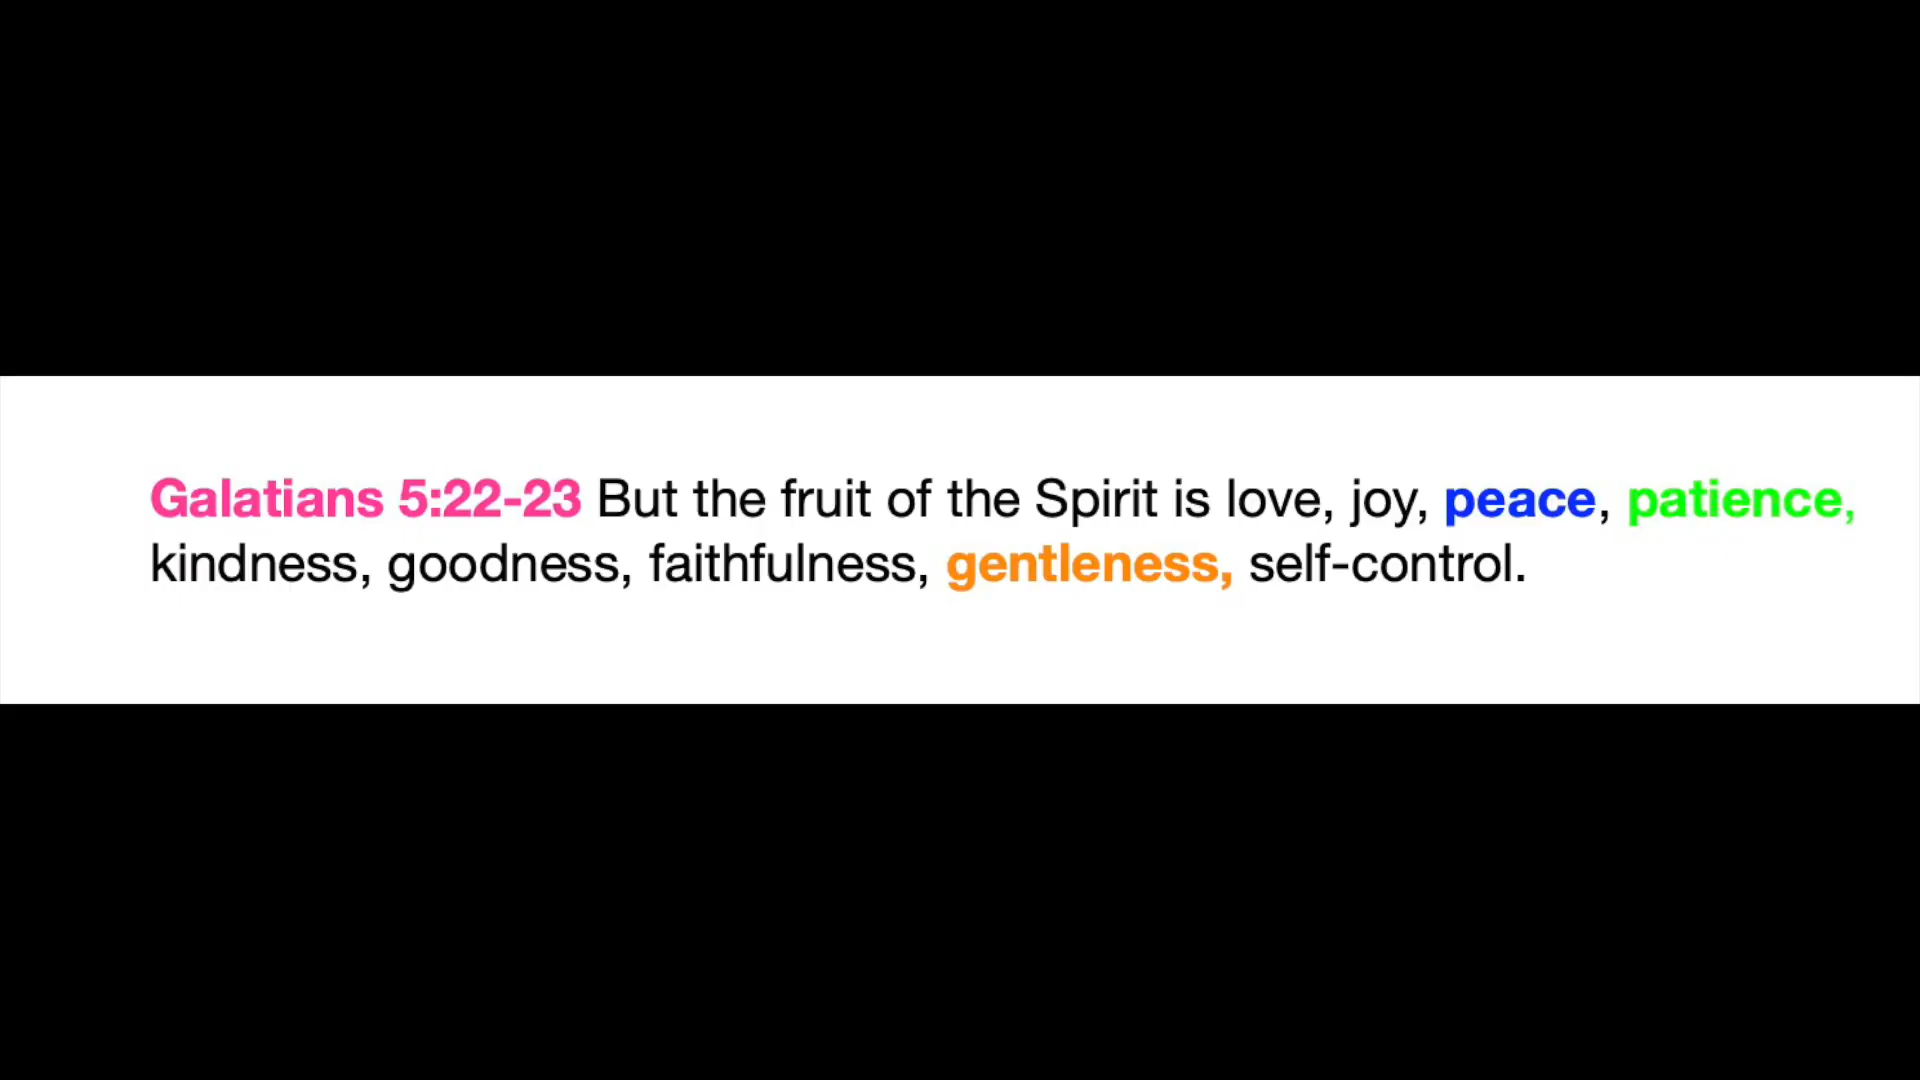 Galatians 5:22-23 But the fruit of the Spirit is love, joy, peace, patience,
kindness, goodness, faithfulness, gentleness, self-control.